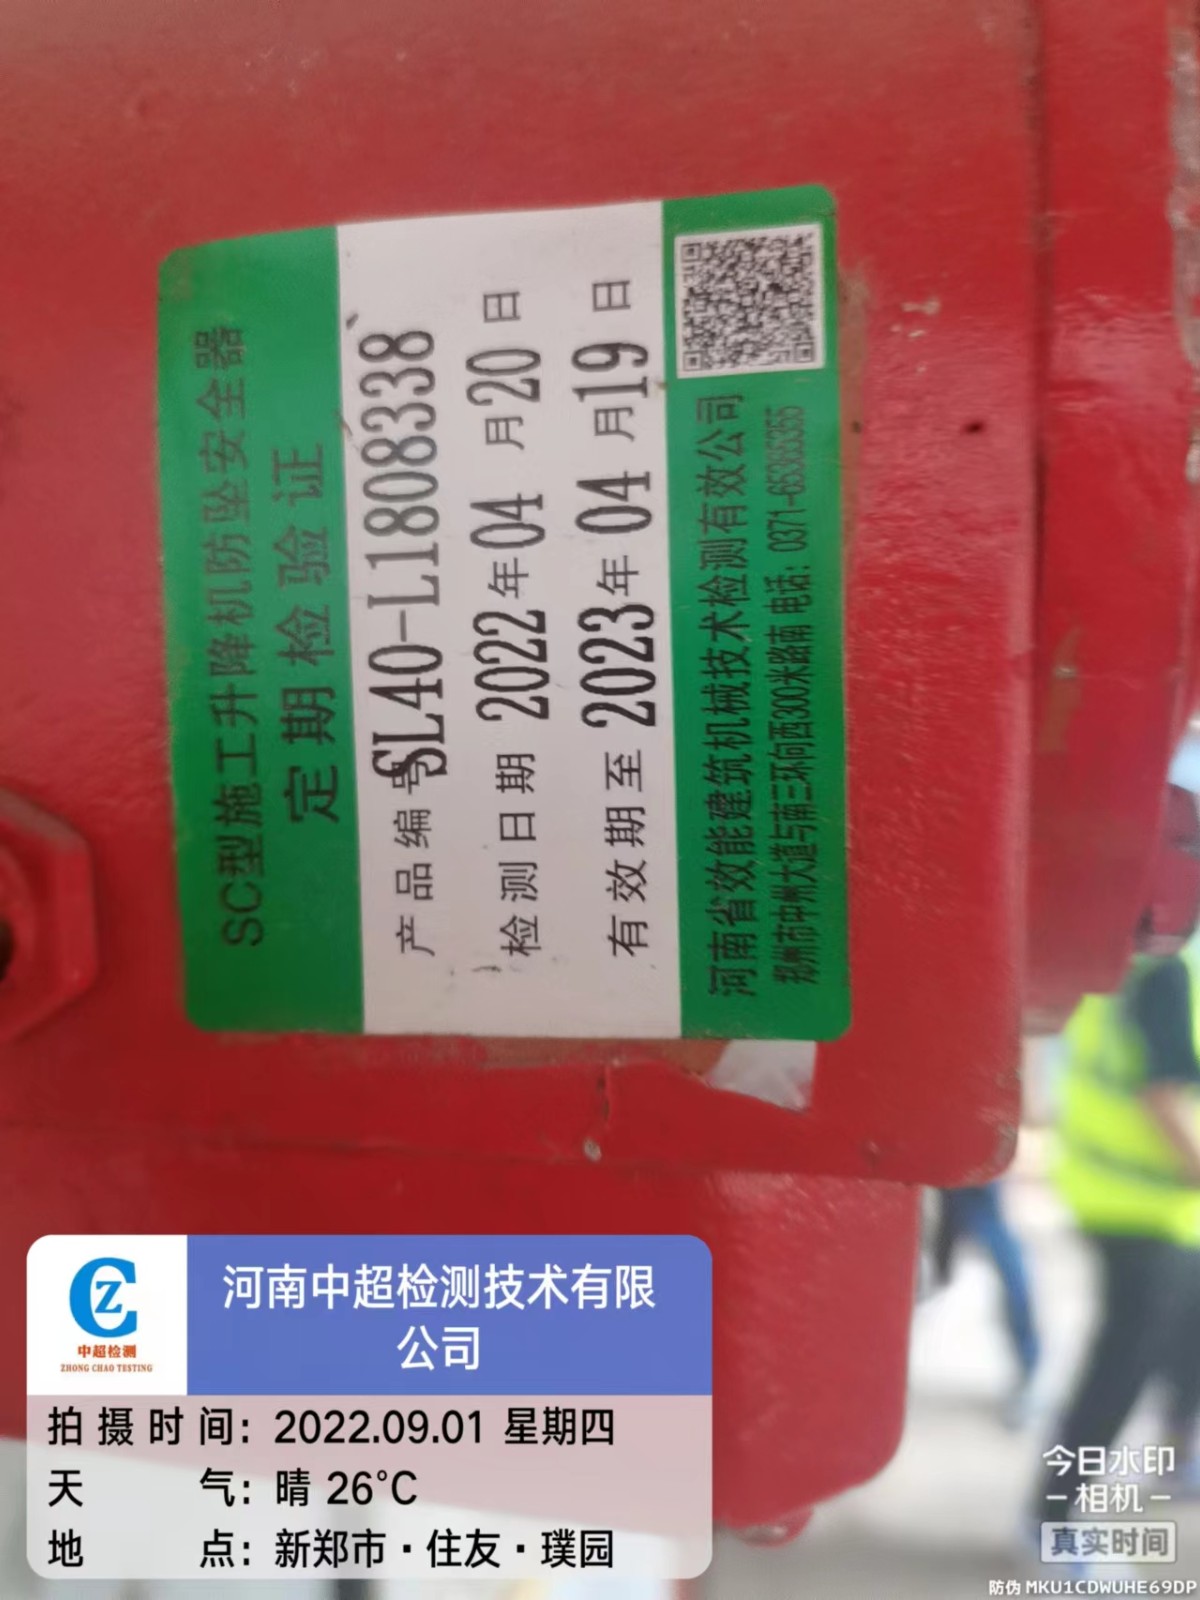 SC型施工升降机防坠安全器
定期检验证
产品编号SL40-L1808338
检测日期 2022年04月20日
有效期至 2023年04月19日
河南省效能建筑机械技术检测有效公司
郑州市中州大道与南三环向西300米路南 电话：0371-65365355
中超检测
ZHONG CHAO TESTING
河南中超检测技术有限
公司
拍摄时间：2022.09.01 星期四
天气：晴 26°C
地点：新郑市·住友·璞园
今日水印
相机
真实时间
防伪 MKU1CDWUHE69DP